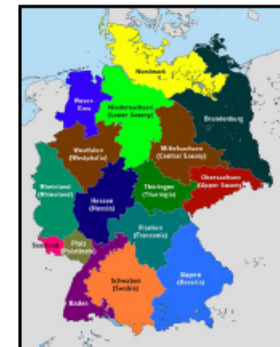 Nordmark
Weser-
Ems
Niedersachsen
(Lower Saxony)
Brandenburg
Westfalen
(Westphalia)
Mittelsachsen
(Central Saxony)
Obersachsen
(Upper Saxony)
Rheinland
(Rhineland)
Hessen
(Hessia)
Thüringen
(Thuringia)
Franken
(Franconia)
Saarland
Pfalz
(Palatinate)
Schwaben
(Swabia)
Bayern
(Bavaria)
Baden